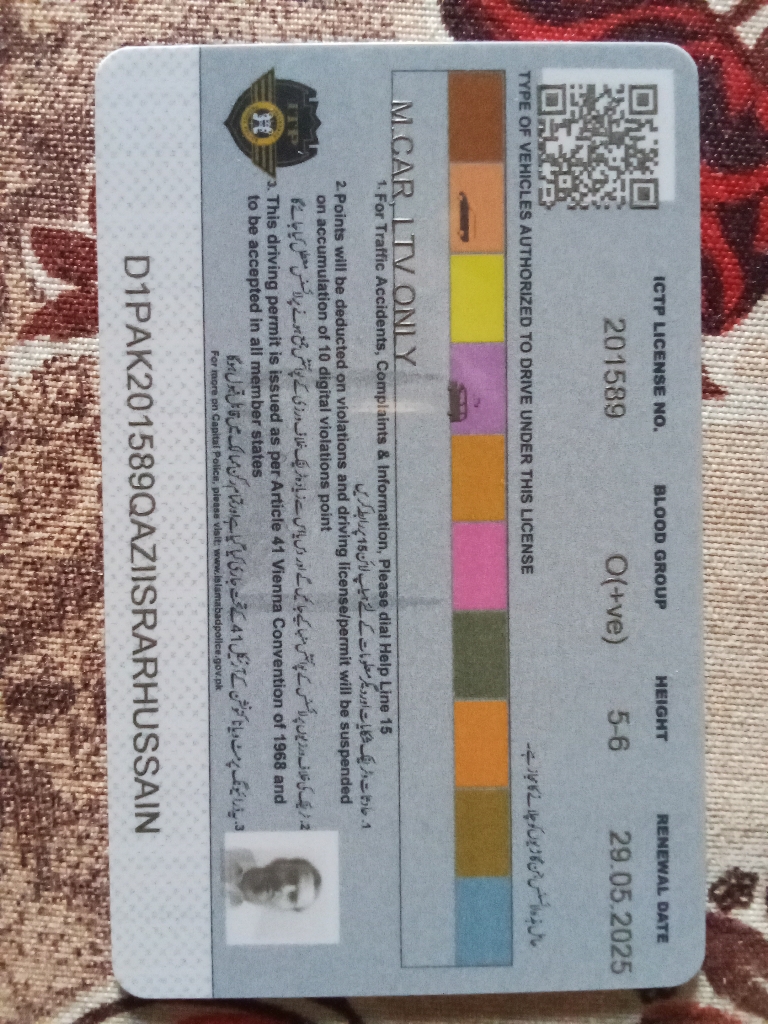 ICTP LICENSE NO. BLOOD GROUP HEIGHT RENEWAL DATE
201589 O(+ve) 5-6 29.05.2025
TYPE OF VEHICLES AUTHORIZED TO DRIVE UNDER THIS LICENSE
M.CAR, LTV ONLY
1. For Traffic Accidents, Complaints & Information, Please dial Help Line 15
2. Points will be deducted on violations and driving license/permit will be suspended
on accumulation of 10 digital violations point
3. This driving permit is issued as per Article 41 Vienna Convention of 1968 and
to be accepted in all member states
For more on Capital Police, please visit: www.islamabadpolice.gov.pk
ITP
D1PAK201589QAZIISRARHUSSAIN